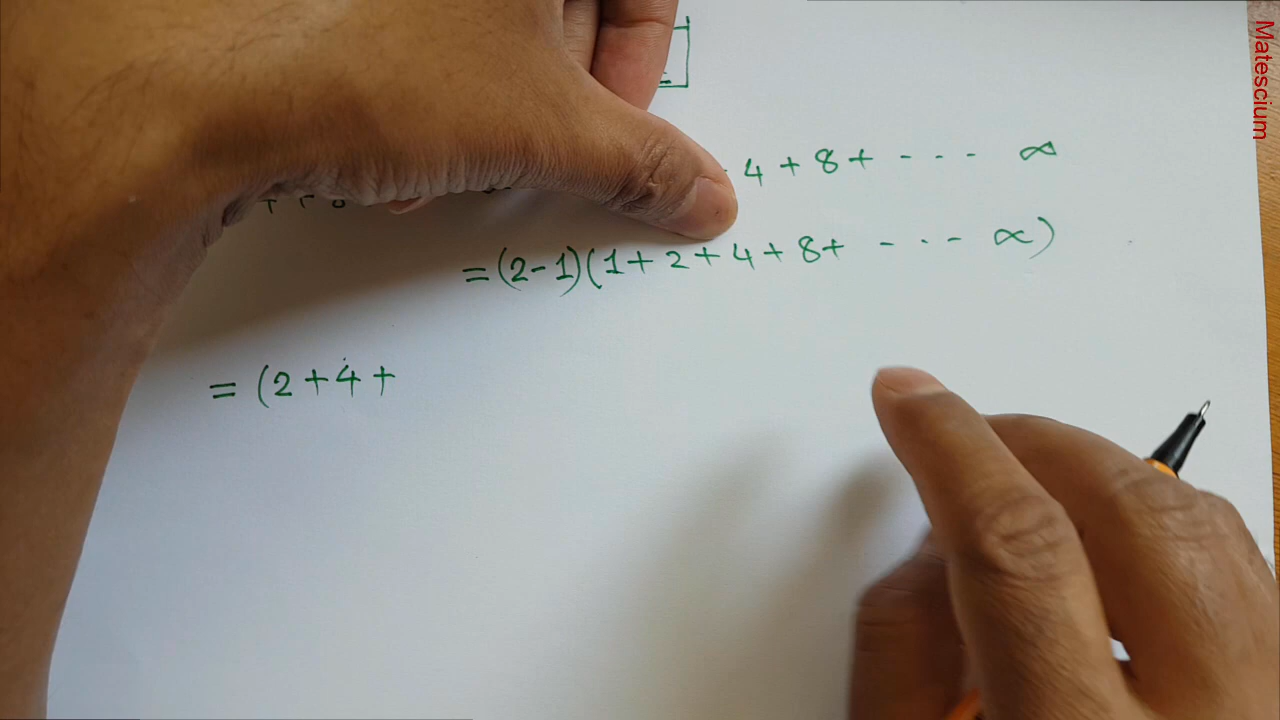 4 + 8 + - - - ∞
= (2 - 1)(1 + 2 + 4 + 8 + - - - ∞)
= (2 + 4 +
Matescium